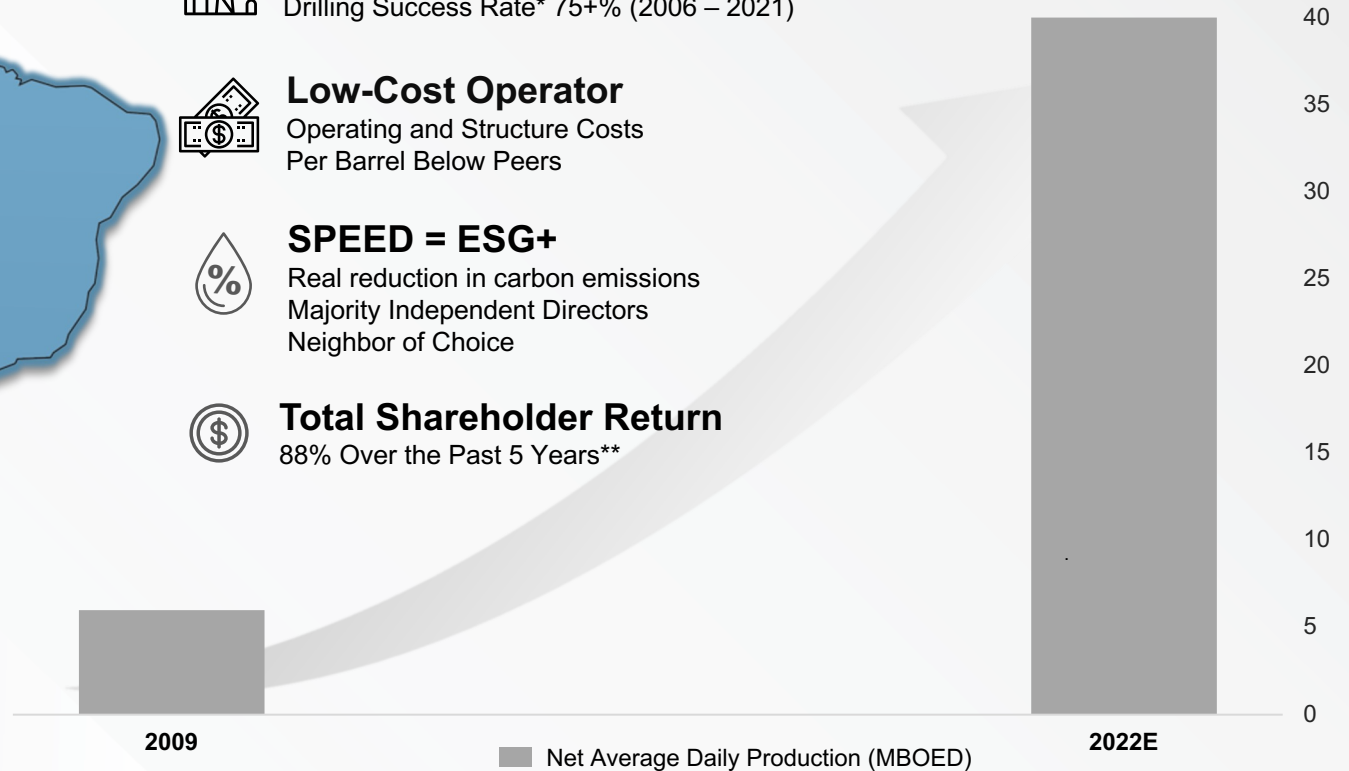 Drilling Success Rate* 75+% (2006 – 2021)
Low-Cost Operator
Operating and Structure Costs
Per Barrel Below Peers
SPEED = ESG+
Real reduction in carbon emissions
Majority Independent Directors
Neighbor of Choice
Total Shareholder Return
88% Over the Past 5 Years**
40
35
30
25
20
15
10
5
0
2009
2022E
Net Average Daily Production (MBOED)
$
%
$